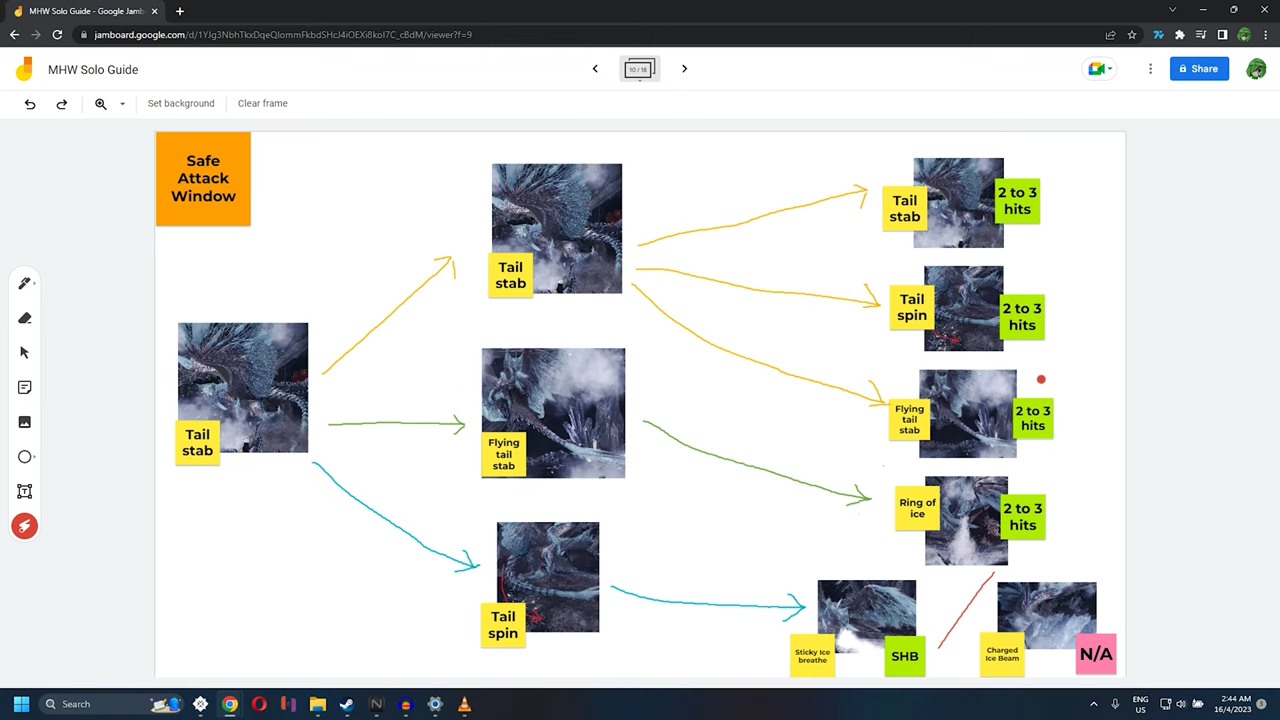 MHW Solo Guide - Google Jamb
jamboard.google.com/d/1YJg3NbhTkxDqeQIommFkbdSHcJ4iOEXi8koI7C_cBdM/viewer?f=9
MHW Solo Guide
10 / 18
Share
Set background
Clear frame
Safe
Attack
Window
Tail
stab
Tail
stab
Flying
tail
stab
Tail
spin
Tail
stab
2 to 3
hits
Tail
spin
2 to 3
hits
Flying
tail
stab
2 to 3
hits
Ring of
ice
2 to 3
hits
Sticky Ice
breathe
SHB
Charged
Ice Beam
N/A
Search
ENG
US
2:44 AM
16/4/2023